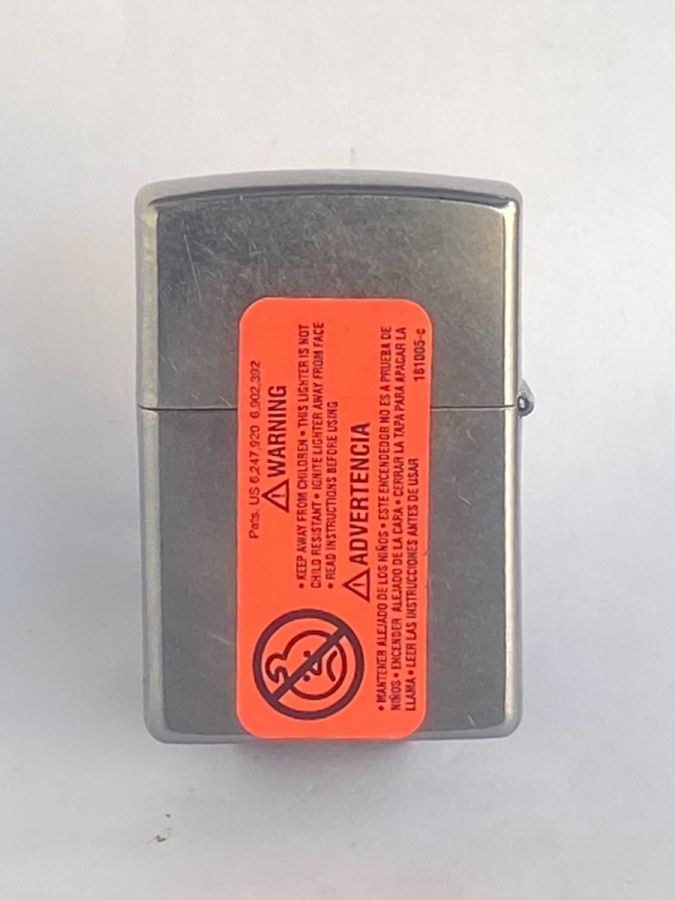 Pats. US 6,247,920 6,902,392
⚠WARNING
• KEEP AWAY FROM CHILDREN • THIS LIGHTER IS NOT
CHILD RESISTANT • IGNITE LIGHTER AWAY FROM FACE
• READ INSTRUCTIONS BEFORE USING
⚠ADVERTENCIA
• MANTENER ALEJADO DE LOS NIÑOS • ESTE ENCENDEDOR NO ES A PRUEBA DE
NIÑOS • ENCENDER ALEJADO DE LA CARA • CERRAR LA TAPA PARA APAGAR LA
LLAMA • LEER LAS INSTRUCCIONES ANTES DE USAR
181005-c